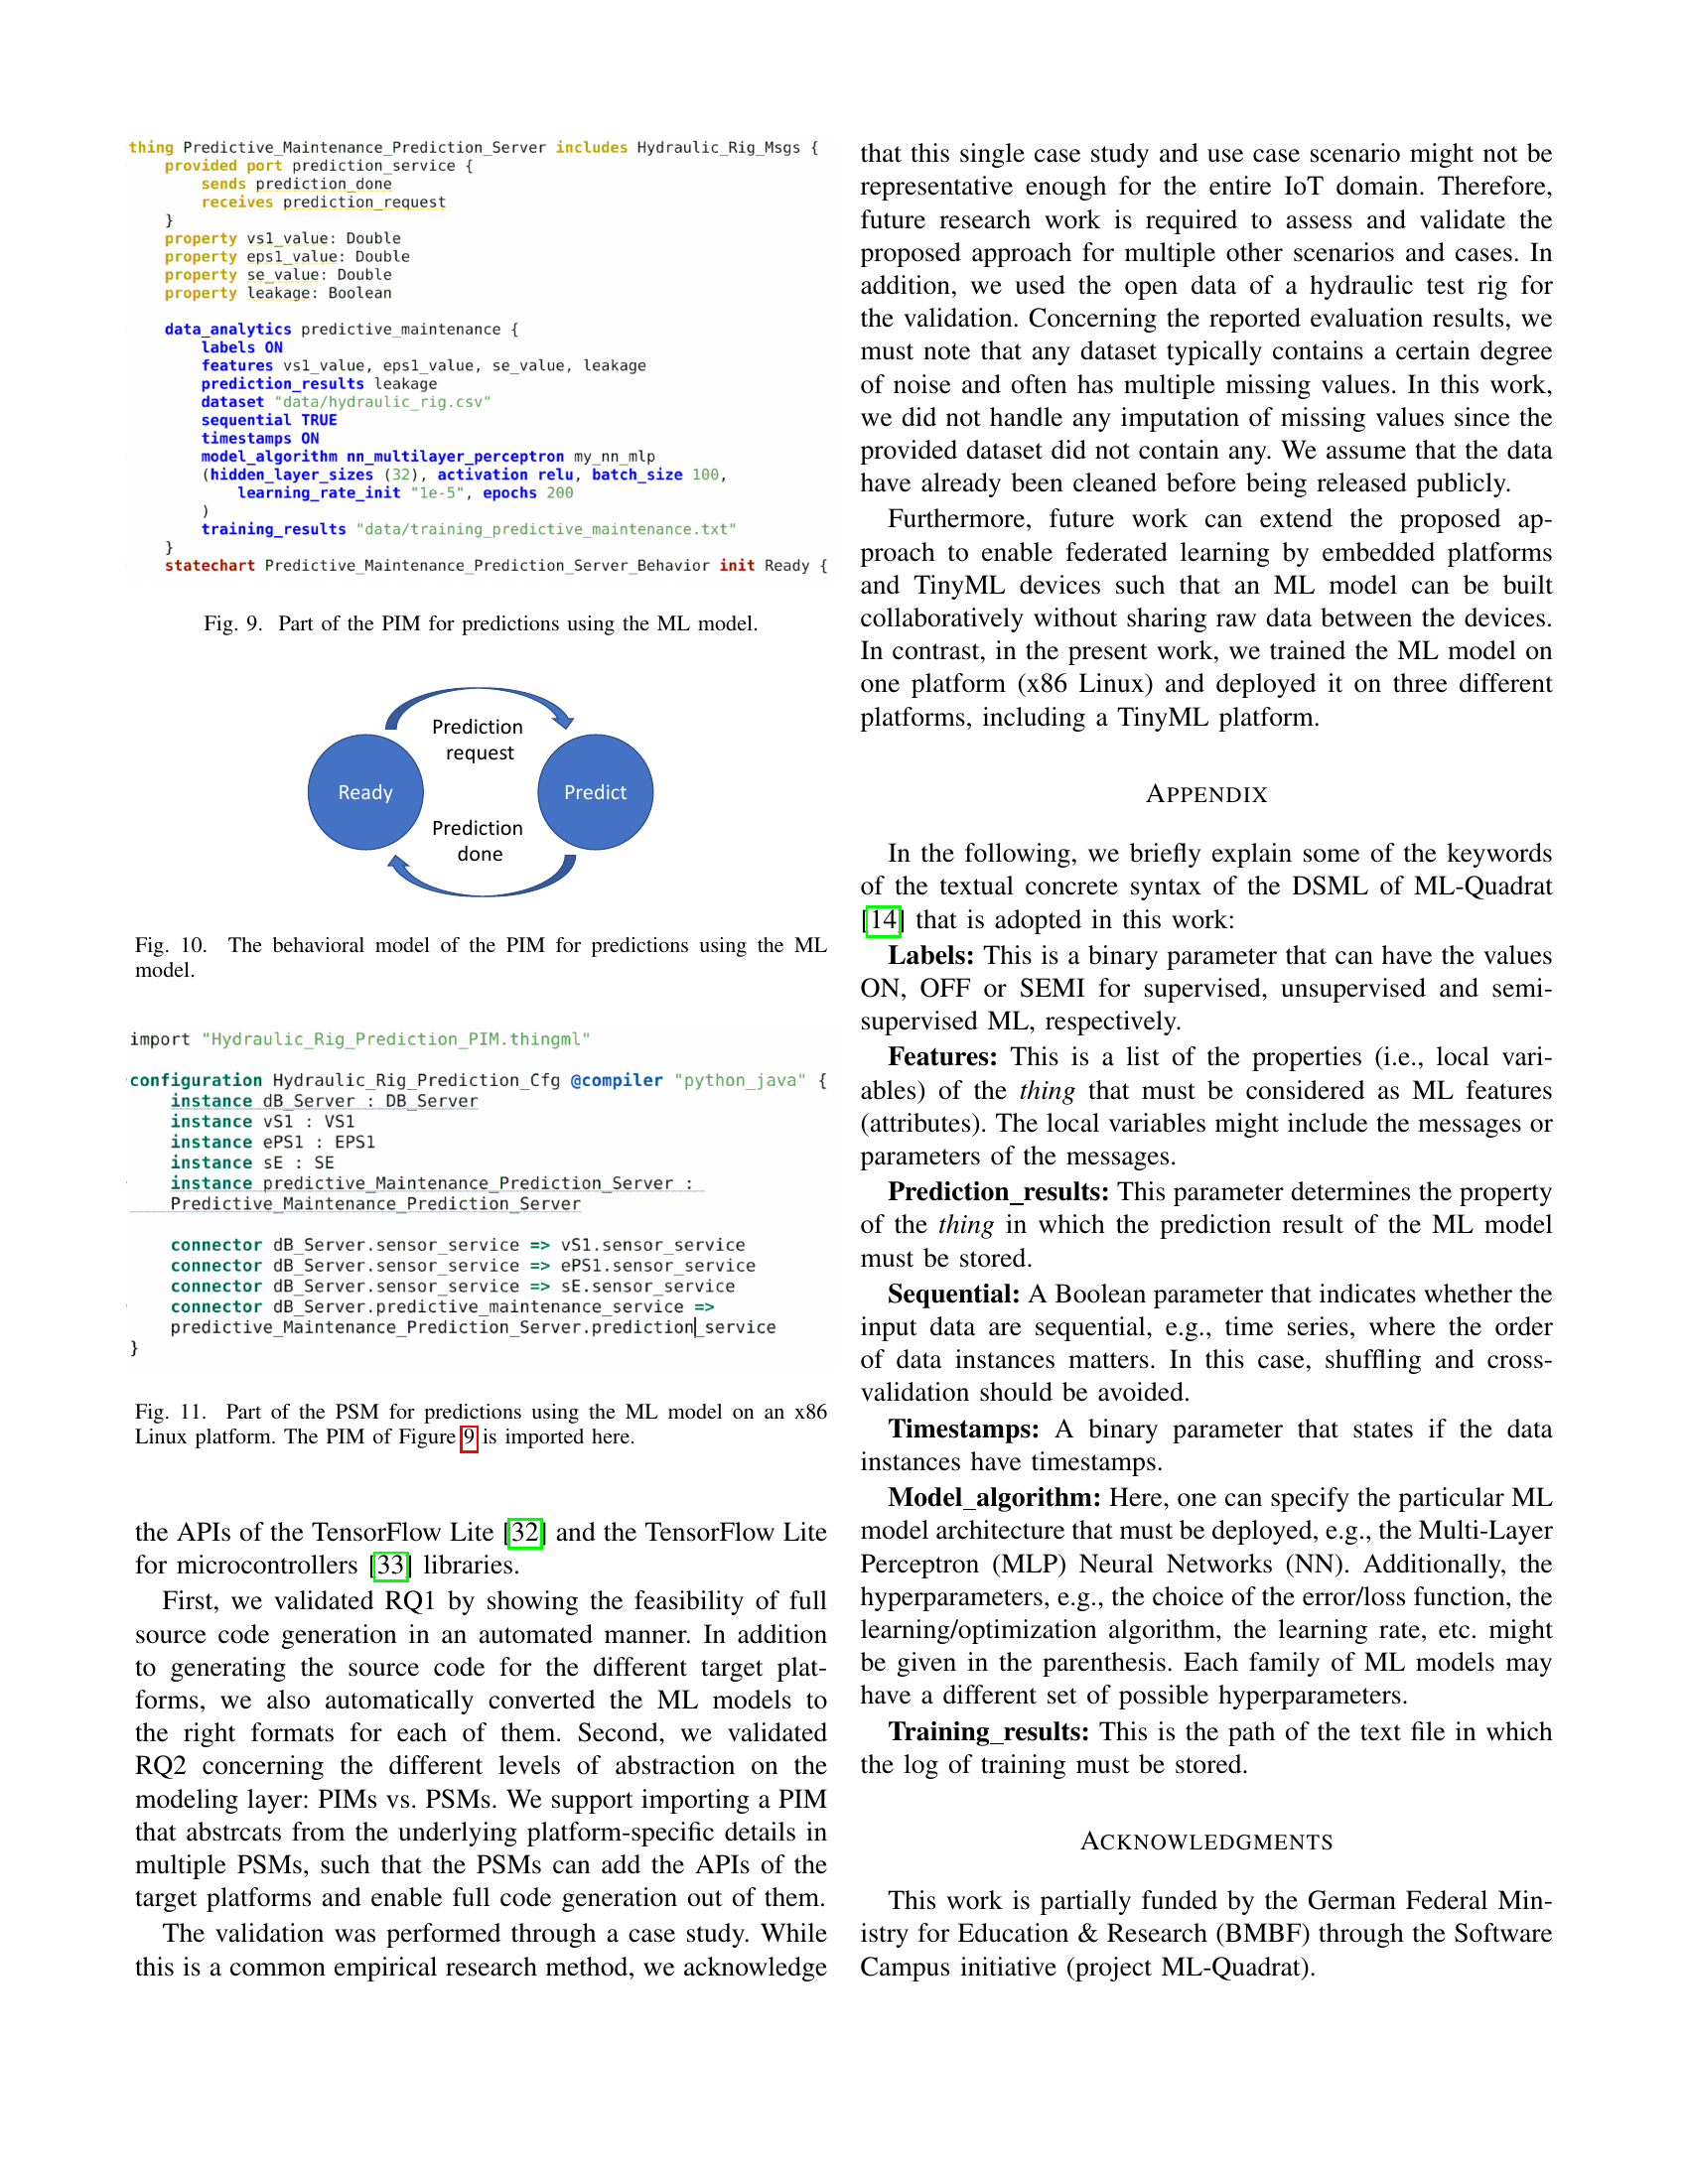 thing Predictive_Maintenance_Prediction_Server includes Hydraulic_Rig_Msgs {
provided port prediction_service {
sends prediction_done
receives prediction_request
}
property vs1_value: Double
property eps1_value: Double
property se_value: Double
property leakage: Boolean
data_analytics predictive_maintenance {
labels ON
features vs1_value, eps1_value, se_value, leakage
prediction_results leakage
dataset "data/hydraulic_rig.csv"
sequential TRUE
timestamps ON
model_algorithm nn_multilayer_perceptron my_nn_mlp
(hidden_layer_sizes (32), activation relu, batch_size 100,
learning_rate_init "1e-5", epochs 200
)
training_results "data/training_predictive_maintenance.txt"
}
statechart Predictive_Maintenance_Prediction_Server_Behavior init Ready {
Fig. 9. Part of the PIM for predictions using the ML model.
Prediction
request
Ready
Predict
Prediction
done
Fig. 10. The behavioral model of the PIM for predictions using the ML
model.
import "Hydraulic_Rig_Prediction_PIM.thingml"
configuration Hydraulic_Rig_Prediction_Cfg @compiler "python_java" {
instance dB_Server : DB_Server
instance vS1 : VS1
instance ePS1 : EPS1
instance sE : SE
instance predictive_Maintenance_Prediction_Server :
Predictive_Maintenance_Prediction_Server
connector dB_Server.sensor_service => vS1.sensor_service
connector dB_Server.sensor_service => ePS1.sensor_service
connector dB_Server.sensor_service => sE.sensor_service
connector dB_Server.predictive_maintenance_service =>
predictive_Maintenance_Prediction_Server.prediction_service
}
Fig. 11. Part of the PSM for predictions using the ML model on an x86
Linux platform. The PIM of Figure 9 is imported here.
the APIs of the TensorFlow Lite [32] and the TensorFlow Lite
for microcontrollers [33] libraries.
First, we validated RQ1 by showing the feasibility of full
source code generation in an automated manner. In addition
to generating the source code for the different target plat-
forms, we also automatically converted the ML models to
the right formats for each of them. Second, we validated
RQ2 concerning the different levels of abstraction on the
modeling layer: PIMs vs. PSMs. We support importing a PIM
that abstrcats from the underlying platform-specific details in
multiple PSMs, such that the PSMs can add the APIs of the
target platforms and enable full code generation out of them.
The validation was performed through a case study. While
this is a common empirical research method, we acknowledge
that this single case study and use case scenario might not be
representative enough for the entire IoT domain. Therefore,
future research work is required to assess and validate the
proposed approach for multiple other scenarios and cases. In
addition, we used the open data of a hydraulic test rig for
the validation. Concerning the reported evaluation results, we
must note that any dataset typically contains a certain degree
of noise and often has multiple missing values. In this work,
we did not handle any imputation of missing values since the
provided dataset did not contain any. We assume that the data
have already been cleaned before being released publicly.
Furthermore, future work can extend the proposed ap-
proach to enable federated learning by embedded platforms
and TinyML devices such that an ML model can be built
collaboratively without sharing raw data between the devices.
In contrast, in the present work, we trained the ML model on
one platform (x86 Linux) and deployed it on three different
platforms, including a TinyML platform.
APPENDIX
In the following, we briefly explain some of the keywords
of the textual concrete syntax of the DSML of ML-Quadrat
[14] that is adopted in this work:
Labels: This is a binary parameter that can have the values
ON, OFF or SEMI for supervised, unsupervised and semi-
supervised ML, respectively.
Features: This is a list of the properties (i.e., local vari-
ables) of the thing that must be considered as ML features
(attributes). The local variables might include the messages or
parameters of the messages.
Prediction_results: This parameter determines the property
of the thing in which the prediction result of the ML model
must be stored.
Sequential: A Boolean parameter that indicates whether the
input data are sequential, e.g., time series, where the order
of data instances matters. In this case, shuffling and cross-
validation should be avoided.
Timestamps: A binary parameter that states if the data
instances have timestamps.
Model_algorithm: Here, one can specify the particular ML
model architecture that must be deployed, e.g., the Multi-Layer
Perceptron (MLP) Neural Networks (NN). Additionally, the
hyperparameters, e.g., the choice of the error/loss function, the
learning/optimization algorithm, the learning rate, etc. might
be given in the parenthesis. Each family of ML models may
have a different set of possible hyperparameters.
Training_results: This is the path of the text file in which
the log of training must be stored.
ACKNOWLEDGMENTS
This work is partially funded by the German Federal Min-
istry for Education & Research (BMBF) through the Software
Campus initiative (project ML-Quadrat).